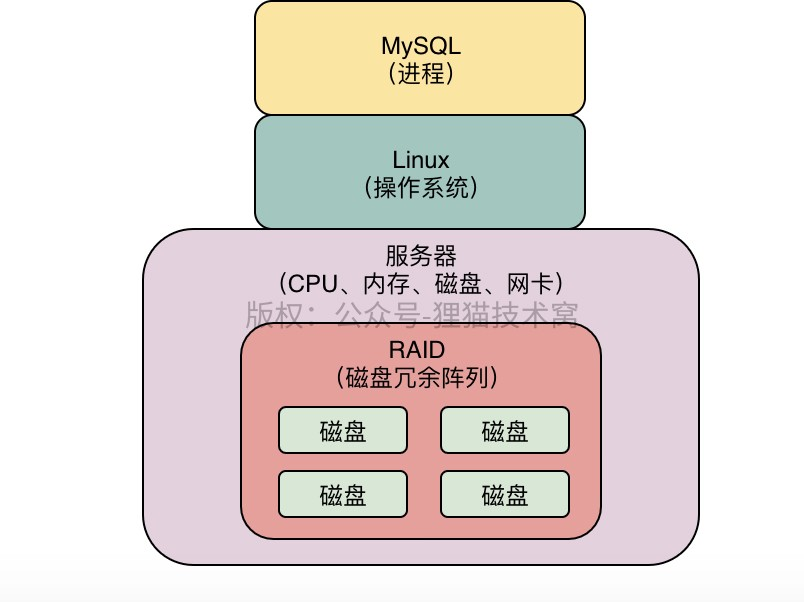 MySQL
（进程）
Linux
（操作系统）
服务器
（CPU、内存、磁盘、网卡）
版权：公众号-狸猫技术窝
RAID
（磁盘冗余阵列）
磁盘
磁盘
磁盘
磁盘